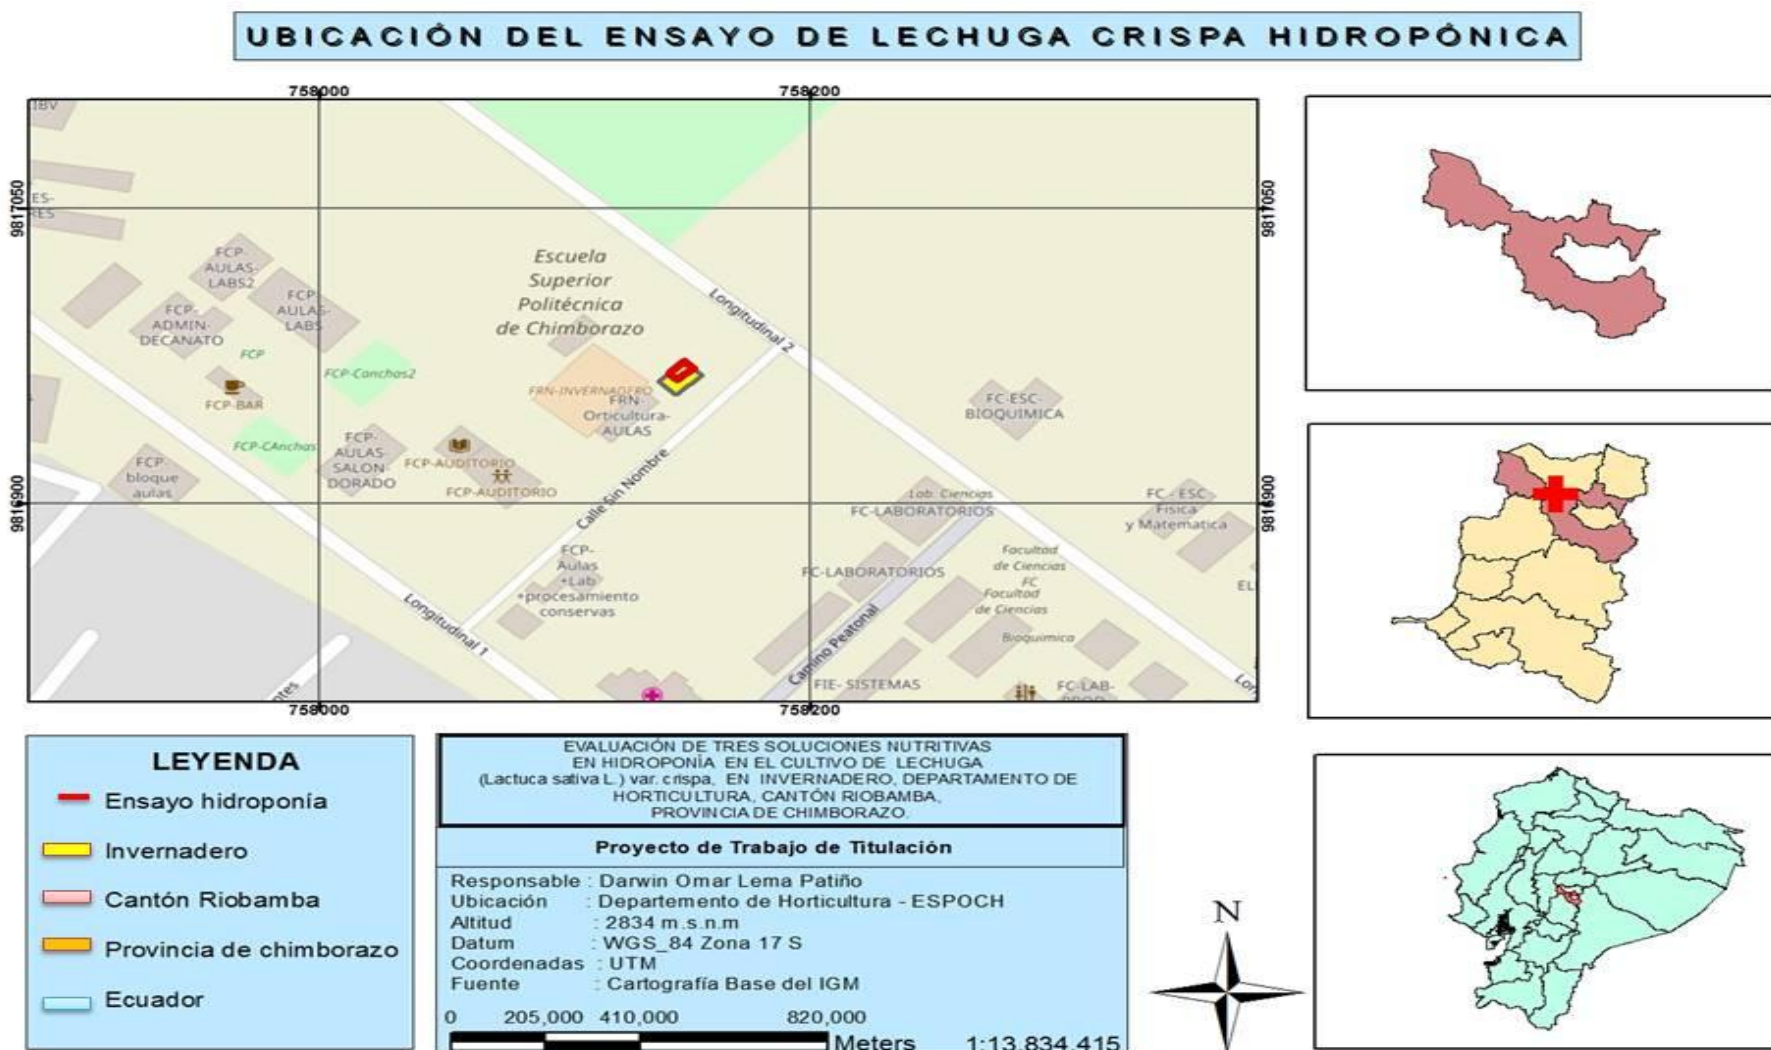 UBICACIÓN DEL ENSAYO DE LECHUGA CRISPA HIDROPÓNICA
758000
758200
9817050
9817050
9816900
9816900
758000
758200
IBV
ES-
RES
FCP-
AULAS-
LABS2
FCP
AULAS-
LABS
FCP-
ADMIN-
DECANATO
FCP
FCP-Canchas2
FCP-BAR
FCP-CAnchas
FCP-
bloque
aulas
FCP-
AULAS-
SALON-
DORADO
FCP-AUDITORIO
FCP-AUDITORIO
Escuela
Superior
Politécnica
de Chimborazo
FRN-INVERNADERO
FRN-
Orticultura-
AULAS
Longitudinal 2
Calle Sin Nombre
Longitudinal 1
FCP-
Aulas
+Lab
+procesamiento
conservas
FC-ESC-
BIOQUIMICA
Lab. Ciencias
FC-LABORATORIOS
FC - ESC
Fisica
y Matematica
FC-LABORATORIOS
Facultad
de Ciencias
FC
Facultad
de Ciencias
Bioquimica
Camino Peatonal
FIE- SISTEMAS
FC-LAB-
PROD
ELI
Lon
ntes
LEYENDA
Ensayo hidroponía
Invernadero
Cantón Riobamba
Provincia de chimborazo
Ecuador
EVALUACIÓN DE TRES SOLUCIONES NUTRITIVAS
EN HIDROPONÍA EN EL CULTIVO DE LECHUGA
(Lactuca sativa L.) var. crispa, EN INVERNADERO, DEPARTAMENTO DE
HORTICULTURA, CANTÓN RIOBAMBA,
PROVINCIA DE CHIMBORAZO.
Proyecto de Trabajo de Titulación
Responsable : Darwin Omar Lema Patiño
Ubicación : Departemento de Horticultura - ESPOCH
Altitud : 2834 m.s.n.m
Datum : WGS_84 Zona 17 S
Coordenadas : UTM
Fuente : Cartografía Base del IGM
0 205,000 410,000 820,000
Meters 1:13.834.415
N